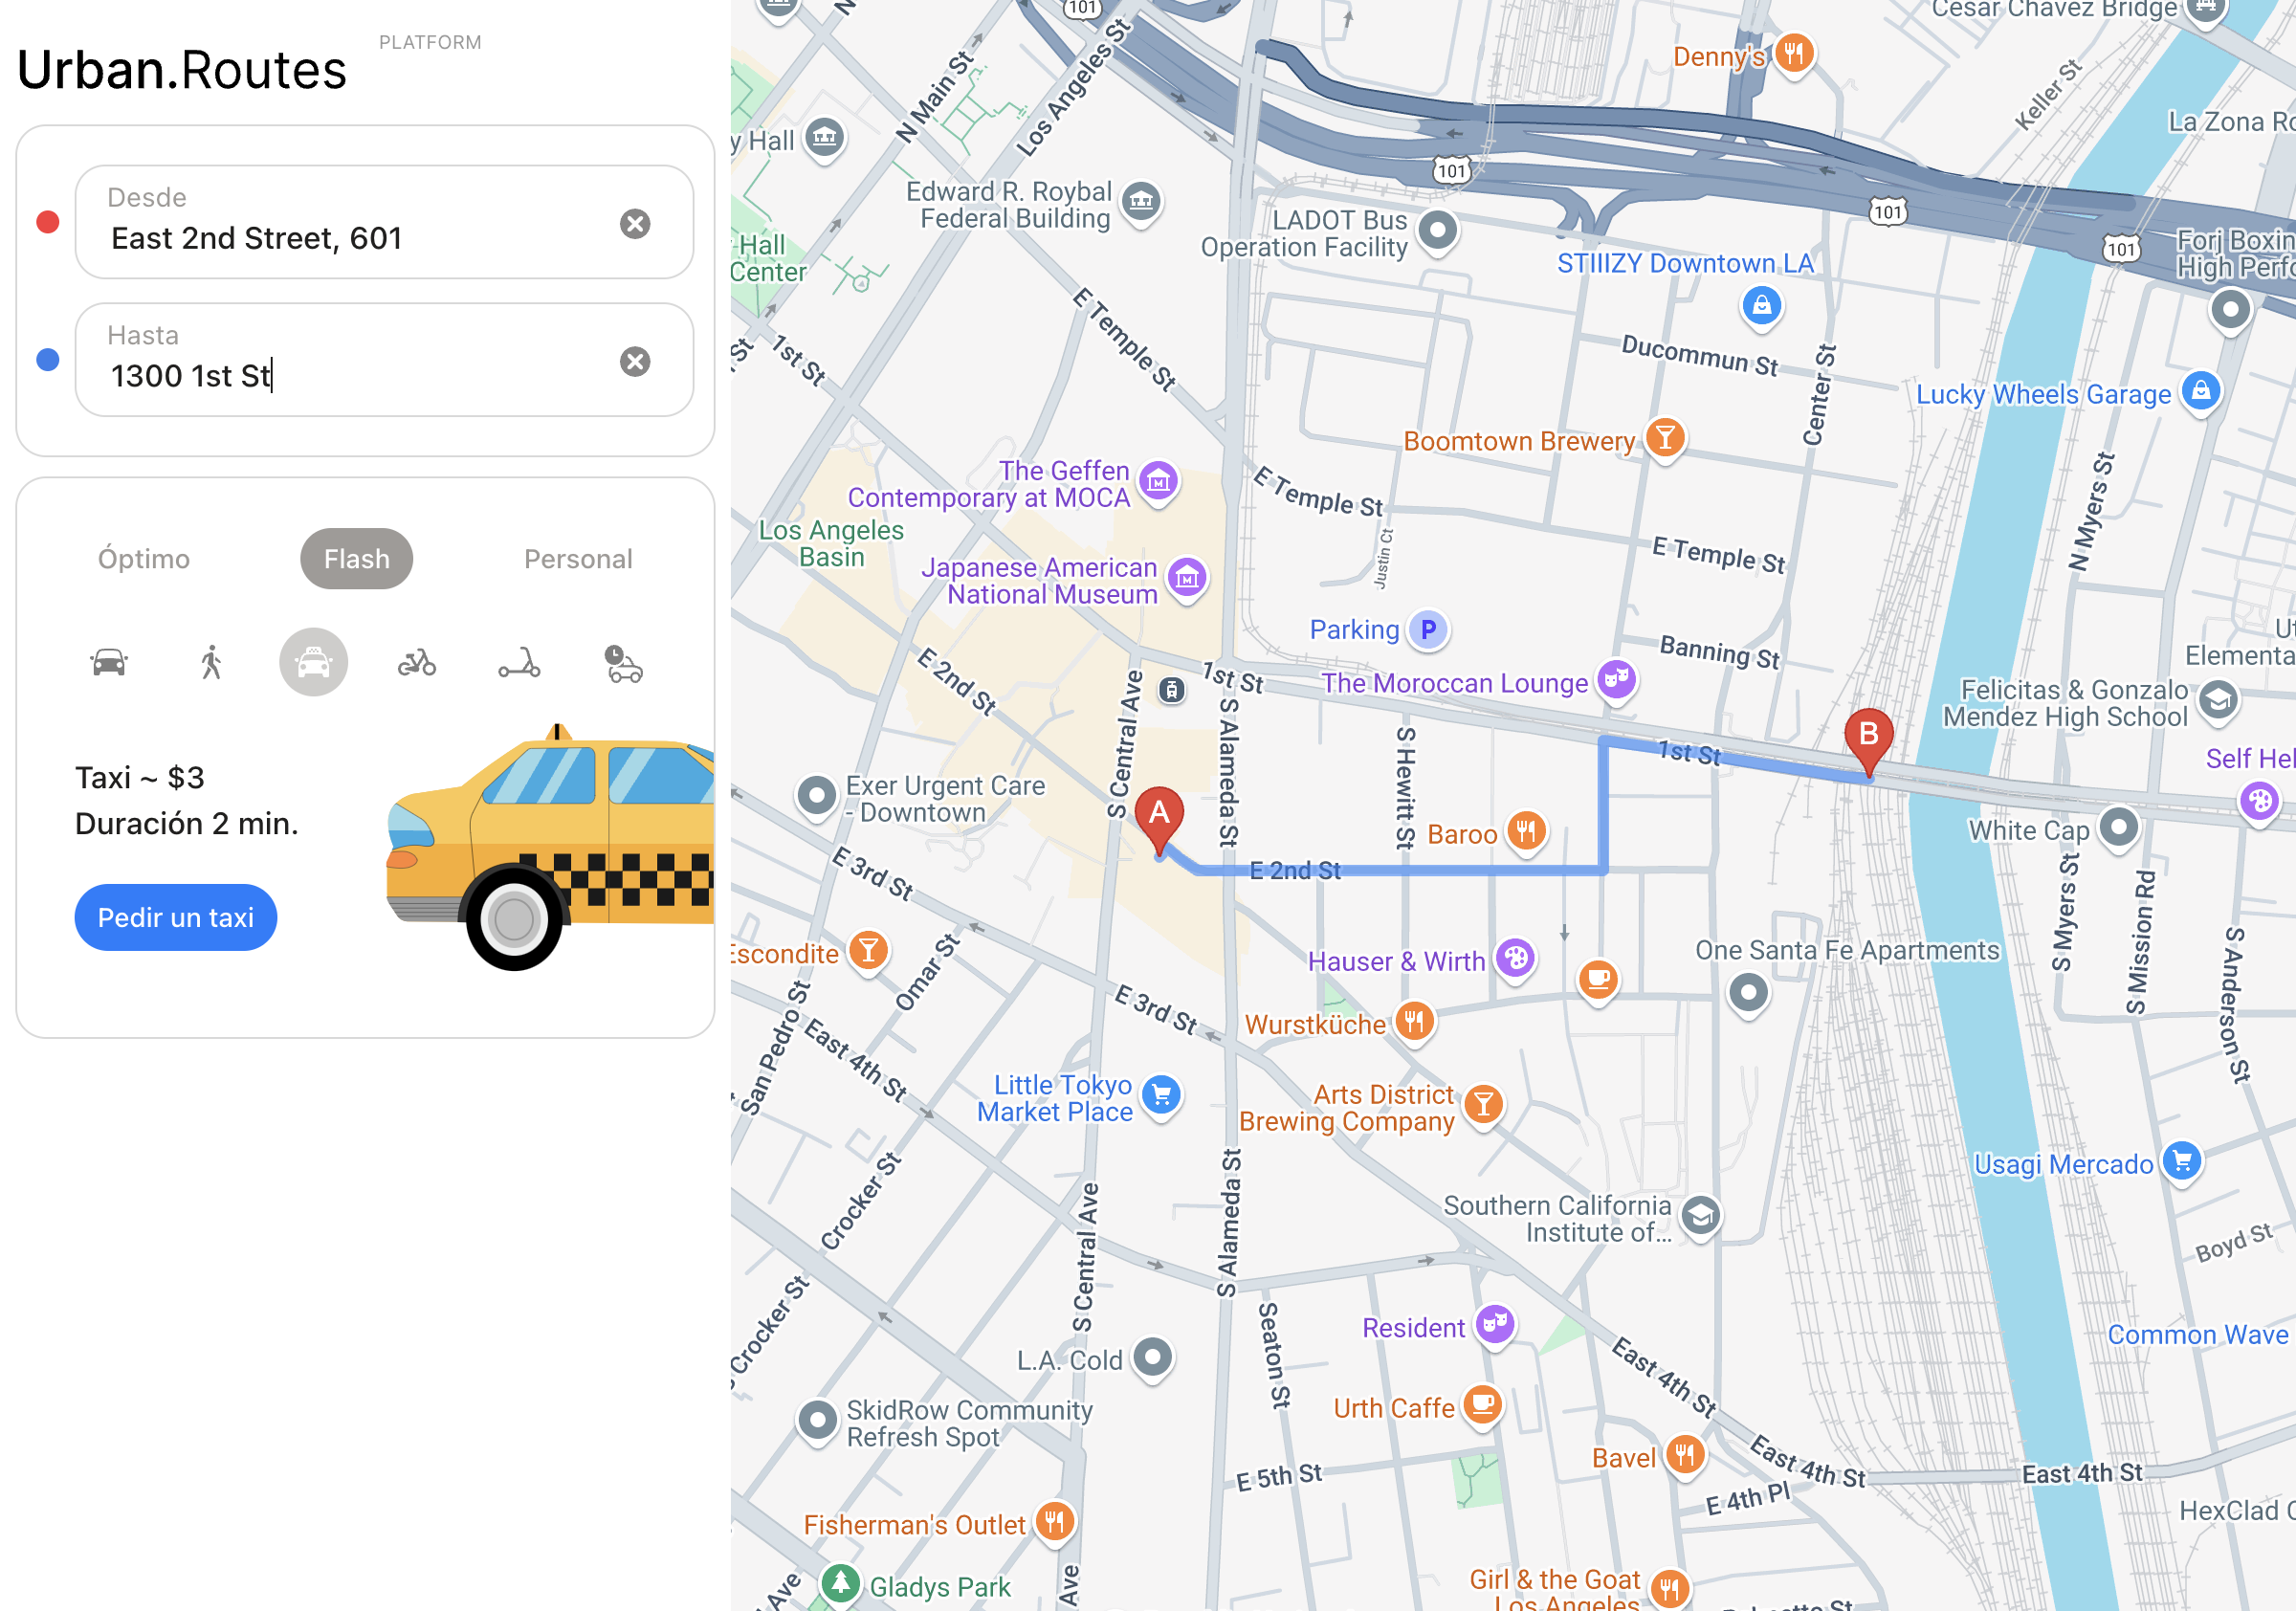 Urban.Routes
PLATFORM
Desde
East 2nd Street, 601
Hasta
1300 1st St
Óptimo
Flash
Personal
Taxi ~ $3
Duración 2 min.
Pedir un taxi
101
Cesar Chavez Bridge
Denny's
N Main St
Los Angeles St
Keller St
La Zona Ro
y Hall
101
Edward R. Roybal
Federal Building
LADOT Bus
Operation Facility
101
101
Forj Boxin
High Perfo
Hall
Center
STIIIZY Downtown LA
E Temple St
1st St
St
Ducommun St
Center St
Lucky Wheels Garage
Boomtown Brewery
The Geffen
Contemporary at MOCA
E Temple St
N Myers St
Los Angeles
Basin
Justin Ct
E Temple St
Japanese American
National Museum
Parking
P
Banning St
Ut
Elementa
E 2nd St
S Central Ave
1st St
The Moroccan Lounge
Felicitas & Gonzalo
Mendez High School
S Alameda St
S Hewitt St
1st St
B
Self Hel
Exer Urgent Care
- Downtown
A
Baroo
White Cap
E 3rd St
E 2nd St
S Myers St
S Mission Rd
Escondite
Omar St
Hauser & Wirth
One Santa Fe Apartments
S Anderson St
San Pedro St
E 3rd St
Wurstküche
East 4th St
Little Tokyo
Market Place
Arts District
Brewing Company
Crocker St
S Alameda St
Usagi Mercado
S Central Ave
Southern California
Institute of...
Boyd St
Crocker St
Seaton St
Resident
Common Wave
L.A. Cold
East 4th St
SkidRow Community
Refresh Spot
Urth Caffe
Bavel
East 4th St
East 4th St
E 5th St
E 4th Pl
Fisherman's Outlet
HexClad C
Gladys Park
Ave
Ave
Girl & the Goat
Los Angeles